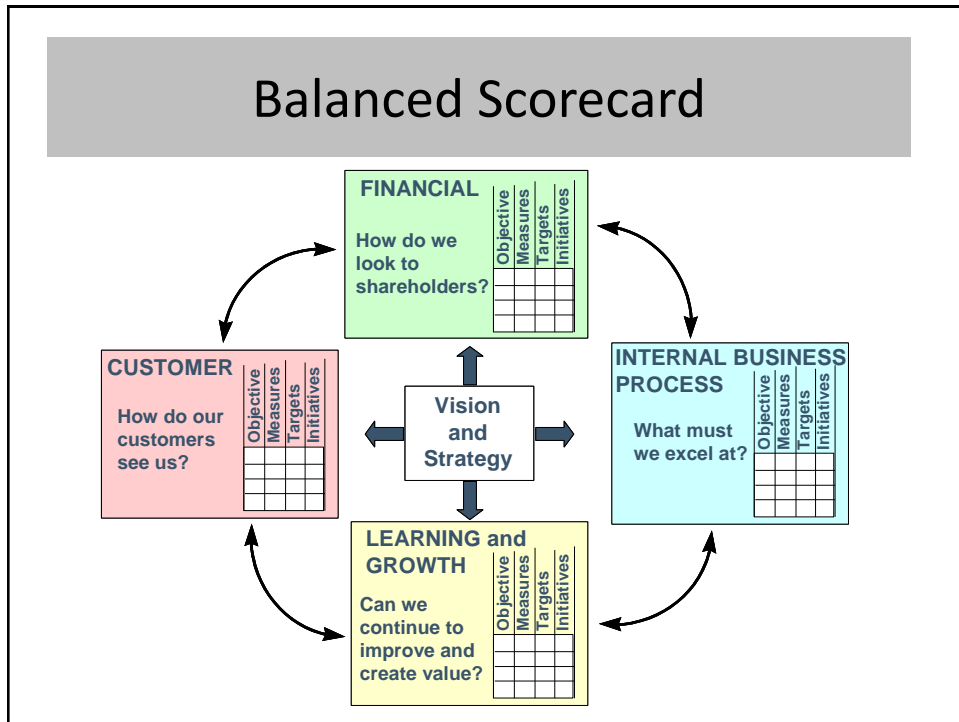 Balanced Scorecard
FINANCIAL
How do we
look to
shareholders?
Objective
Measures
Targets
Initiatives
CUSTOMER
How do our
customers
see us?
Objective
Measures
Targets
Initiatives
Vision
and
Strategy
INTERNAL BUSINESS
PROCESS
What must
we excel at?
Objective
Measures
Targets
Initiatives
LEARNING and
GROWTH
Can we
continue to
improve and
create value?
Objective
Measures
Targets
Initiatives